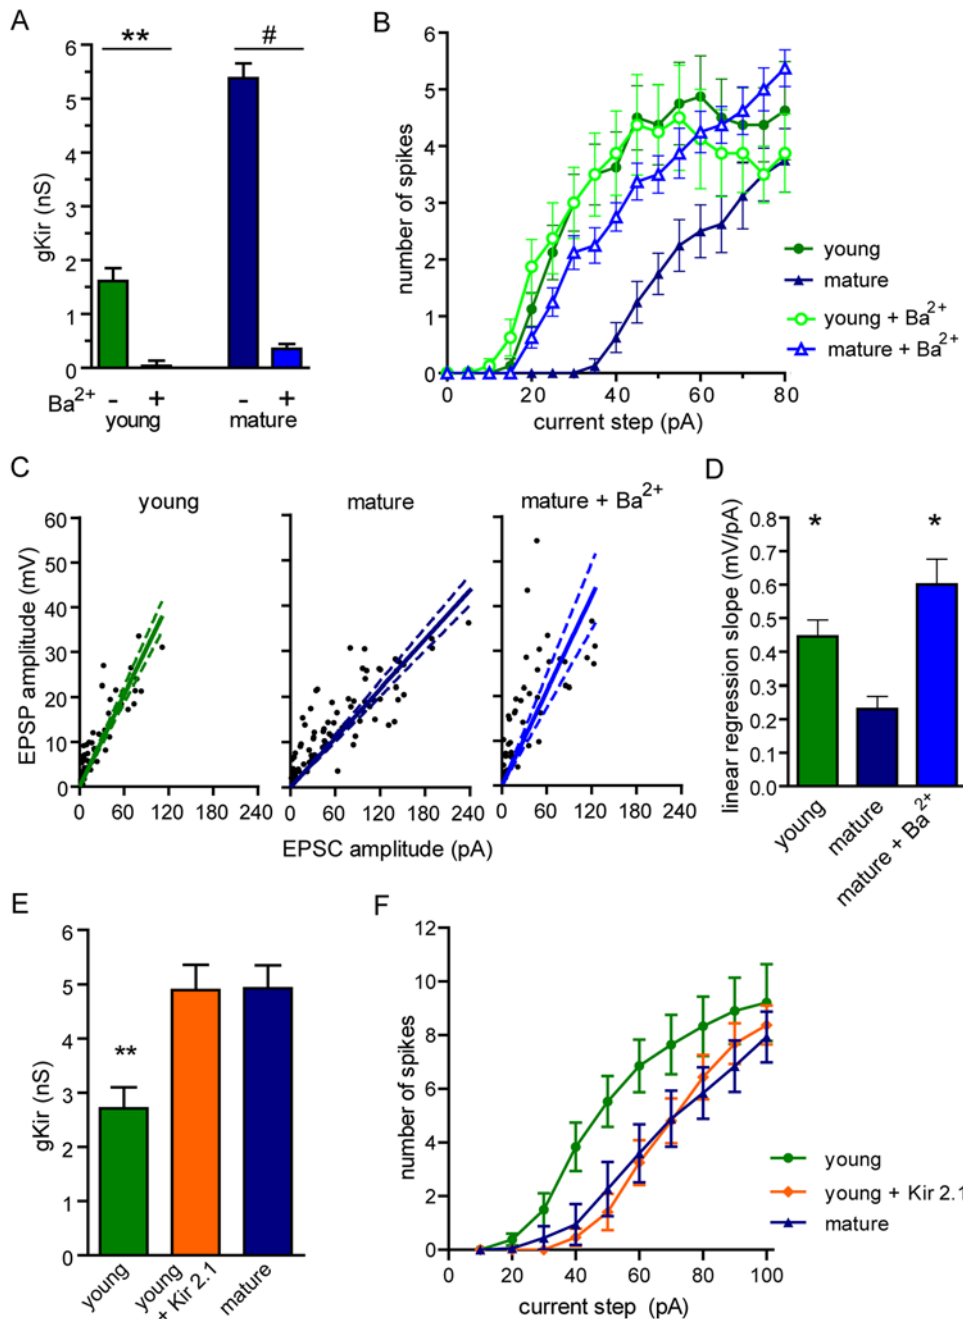 A
** #
gKir (nS)
6
5
4
3
2
1
0
Ba2+ - + - +
young mature
B
number of spikes
6
5
4
3
2
1
0
0 20 40 60 80
current step (pA)
young
mature
young + Ba2+
mature + Ba2+
C
young mature mature + Ba2+
EPSP amplitude (mV)
60
50
40
30
20
10
0
0 60 120 180 240 0 60 120 180 240 0 60 120 180 240
EPSC amplitude (pA)
D
linear regression slope (mV/pA)
0.8
0.7
0.6
0.5
0.4
0.3
0.2
0.1
0.0
* *
young mature mature + Ba2+
E
gKir (nS)
6
5
4
3
2
1
0
**
young young + Kir 2.1 mature
F
number of spikes
12
10
8
6
4
2
0
0 20 40 60 80 100
current step (pA)
young
young + Kir 2.1
mature